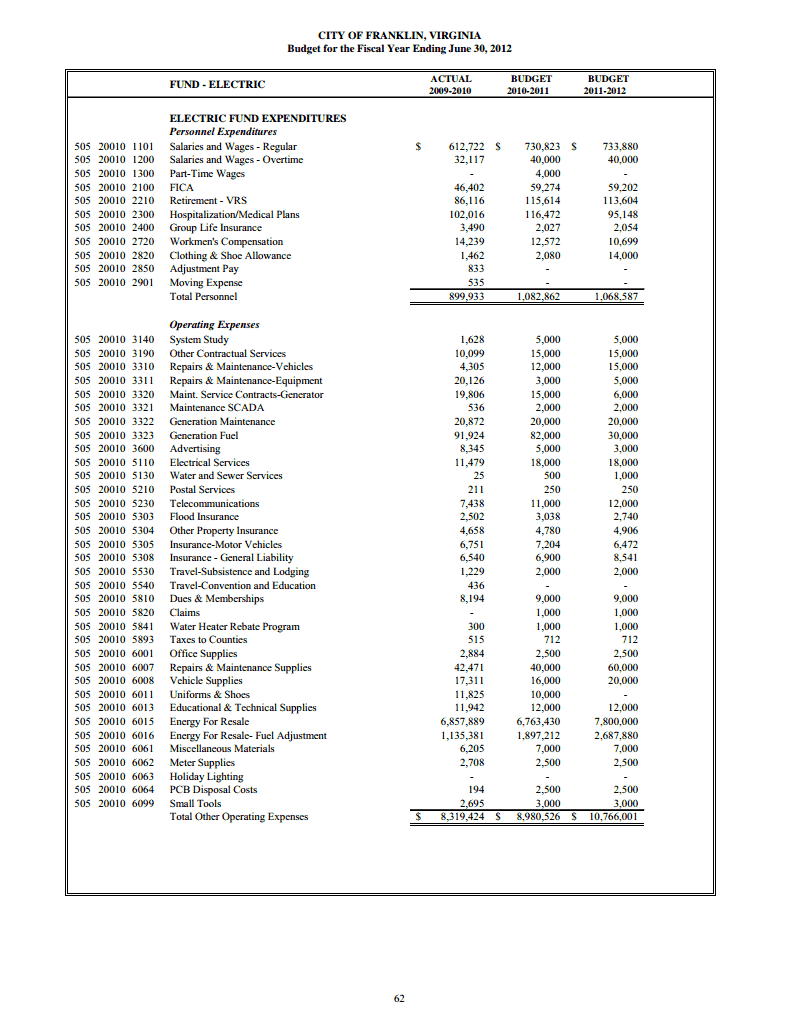 CITY OF FRANKLIN, VIRGINIA
Budget for the Fiscal Year Ending June 30, 2012
FUND - ELECTRIC ACTUAL 2009-2010 BUDGET 2010-2011 BUDGET 2011-2012
ELECTRIC FUND EXPENDITURES
Personnel Expenditures
505 20010 1101 Salaries and Wages - Regular $ 612,722 $ 730,823 $ 733,880
505 20010 1200 Salaries and Wages - Overtime 32,117 40,000 40,000
505 20010 1300 Part-Time Wages - 4,000 -
505 20010 2100 FICA 46,402 59,274 59,202
505 20010 2210 Retirement - VRS 86,116 115,614 113,604
505 20010 2300 Hospitalization/Medical Plans 102,016 116,472 95,148
505 20010 2400 Group Life Insurance 3,490 2,027 2,054
505 20010 2720 Workmen's Compensation 14,239 12,572 10,699
505 20010 2820 Clothing & Shoe Allowance 1,462 2,080 14,000
505 20010 2850 Adjustment Pay 833 - -
505 20010 2901 Moving Expense 535 - -
Total Personnel 899,933 1,082,862 1,068,587
Operating Expenses
505 20010 3140 System Study 1,628 5,000 5,000
505 20010 3190 Other Contractual Services 10,099 15,000 15,000
505 20010 3310 Repairs & Maintenance-Vehicles 4,305 12,000 15,000
505 20010 3311 Repairs & Maintenance-Equipment 20,126 3,000 5,000
505 20010 3320 Maint. Service Contracts-Generator 19,806 15,000 6,000
505 20010 3321 Maintenance SCADA 536 2,000 2,000
505 20010 3322 Generation Maintenance 20,872 20,000 20,000
505 20010 3323 Generation Fuel 91,924 82,000 30,000
505 20010 3600 Advertising 8,345 5,000 3,000
505 20010 5110 Electrical Services 11,479 18,000 18,000
505 20010 5130 Water and Sewer Services 25 500 1,000
505 20010 5210 Postal Services 211 250 250
505 20010 5230 Telecommunications 7,438 11,000 12,000
505 20010 5303 Flood Insurance 2,502 3,038 2,740
505 20010 5304 Other Property Insurance 4,658 4,780 4,906
505 20010 5305 Insurance-Motor Vehicles 6,751 7,204 6,472
505 20010 5308 Insurance - General Liability 6,540 6,900 8,541
505 20010 5530 Travel-Subsistence and Lodging 1,229 2,000 2,000
505 20010 5540 Travel-Convention and Education 436 - -
505 20010 5810 Dues & Memberships 8,194 9,000 9,000
505 20010 5820 Claims - 1,000 1,000
505 20010 5841 Water Heater Rebate Program 300 1,000 1,000
505 20010 5893 Taxes to Counties 515 712 712
505 20010 6001 Office Supplies 2,884 2,500 2,500
505 20010 6007 Repairs & Maintenance Supplies 42,471 40,000 60,000
505 20010 6008 Vehicle Supplies 17,311 16,000 20,000
505 20010 6011 Uniforms & Shoes 11,825 10,000 -
505 20010 6013 Educational & Technical Supplies 11,942 12,000 12,000
505 20010 6015 Energy For Resale 6,857,889 6,763,430 7,800,000
505 20010 6016 Energy For Resale- Fuel Adjustment 1,135,381 1,897,212 2,687,880
505 20010 6061 Miscellaneous Materials 6,205 7,000 7,000
505 20010 6062 Meter Supplies 2,708 2,500 2,500
505 20010 6063 Holiday Lighting - - -
505 20010 6064 PCB Disposal Costs 194 2,500 2,500
505 20010 6099 Small Tools 2,695 3,000 3,000
Total Other Operating Expenses $ 8,319,424 $ 8,980,526 $ 10,766,001
62